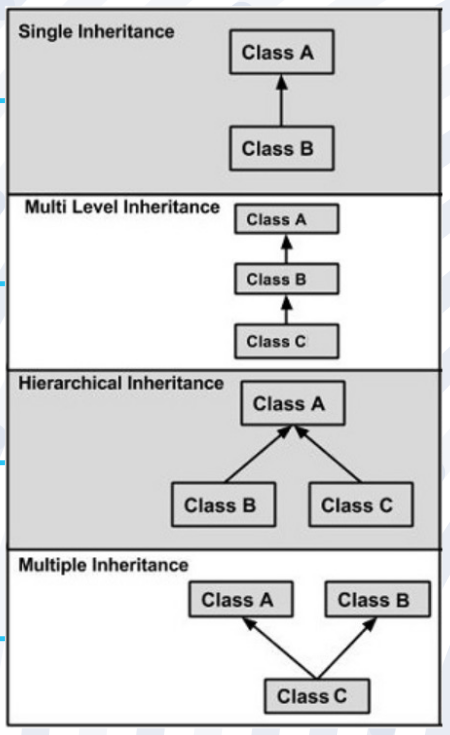 Single Inheritance
Class A
Class B
Multi Level Inheritance
Class A
Class B
Class C
Hierarchical Inheritance
Class A
Class B
Class C
Multiple Inheritance
Class A
Class B
Class C